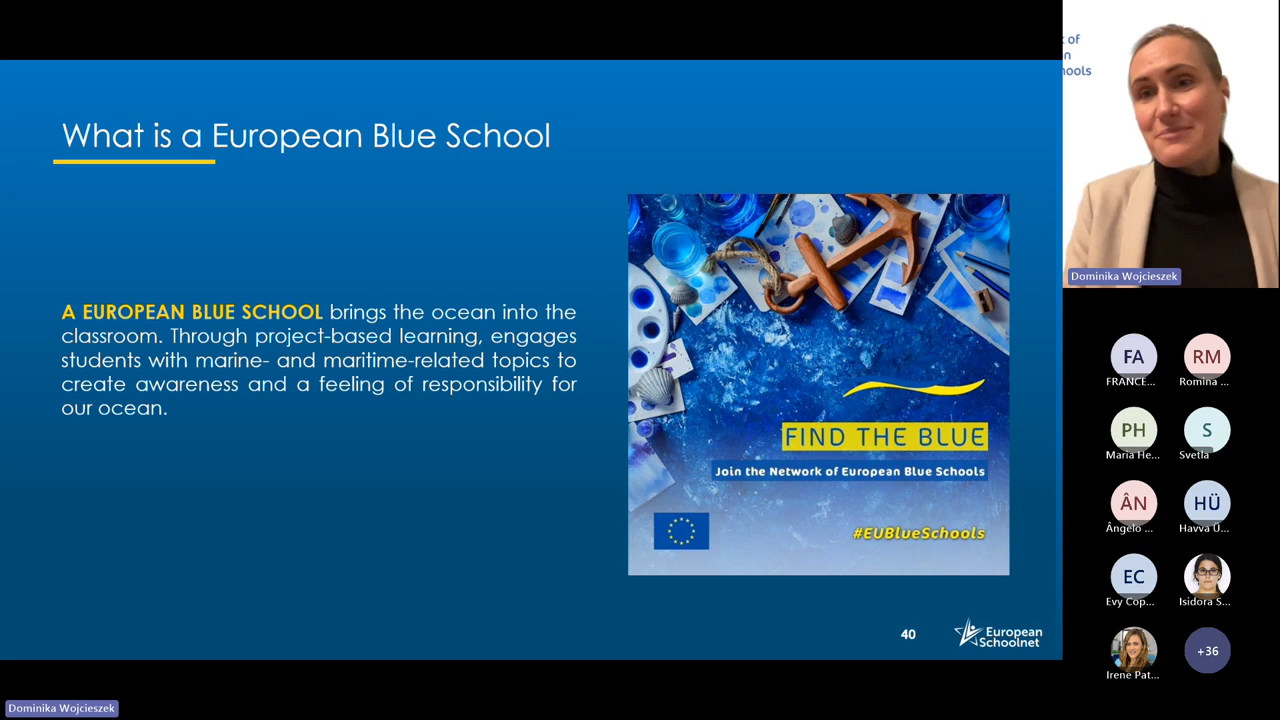 What is a European Blue School
A EUROPEAN BLUE SCHOOL brings the ocean into the
classroom. Through project-based learning, engages
students with marine- and maritime-related topics to
create awareness and a feeling of responsibility for
our ocean.
FIND THE BLUE
Join the Network of European Blue Schools
#EUBlueSchools
40
European
Schoolnet
of
n
ools
Dominika Wojcieszek
FA
FRANCE...
RM
Romina ...
PH
Maria He...
S
Svetla
ÂN
Ângelo ...
HÜ
Havva Ü...
EC
Evy Cop...
Isidora S...
Irene Pat...
+36
Dominika Wojcieszek